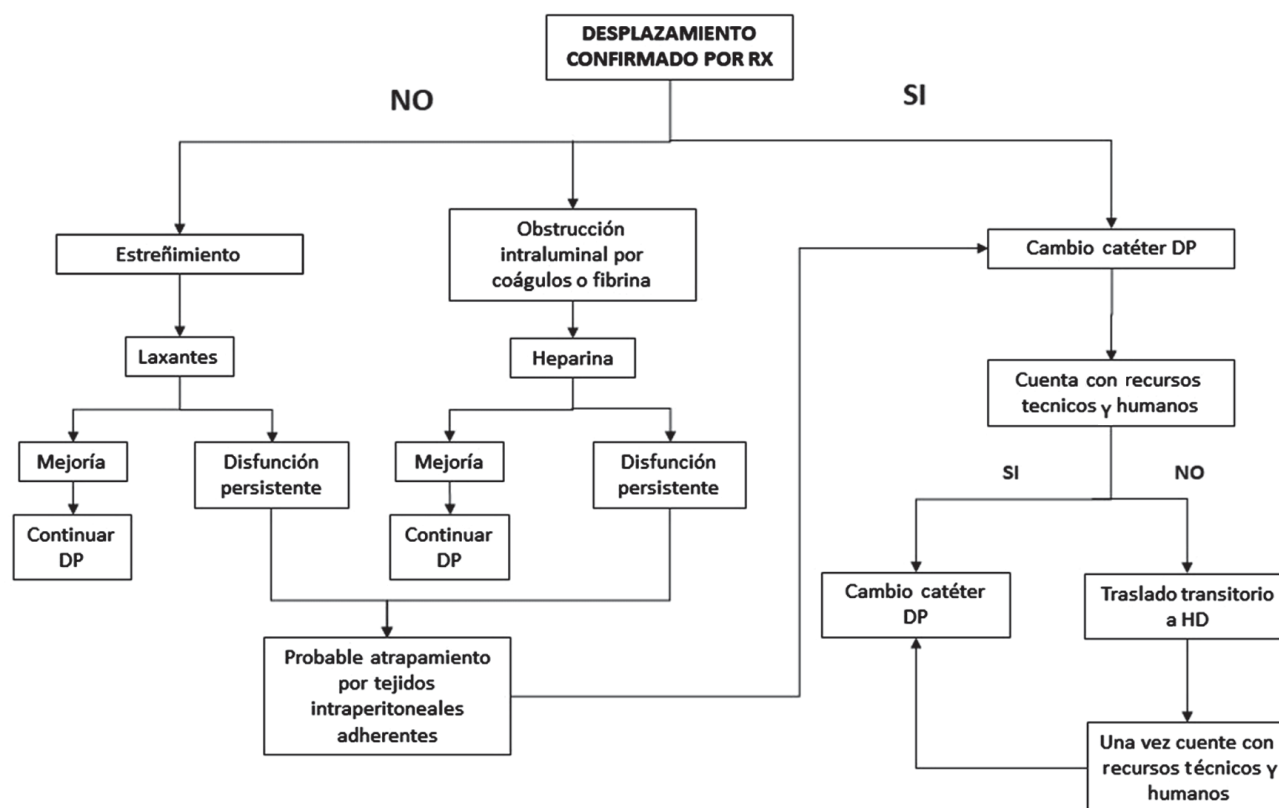 DESPLAZAMIENTO
CONFIRMADO POR RX
NO
SI
Estreñimiento
Obstrucción
intraluminal por
coágulos o fibrina
Cambio catéter DP
Laxantes
Heparina
Cuenta con recursos
tecnicos y humanos
Mejoría
Disfunción
persistente
Mejoría
Disfunción
persistente
SI
NO
Continuar
DP
Continuar
DP
Cambio catéter
DP
Traslado transitorio
a HD
Probable atrapamiento
por tejidos
intraperitoneales
adherentes
Una vez cuente con
recursos técnicos y
humanos